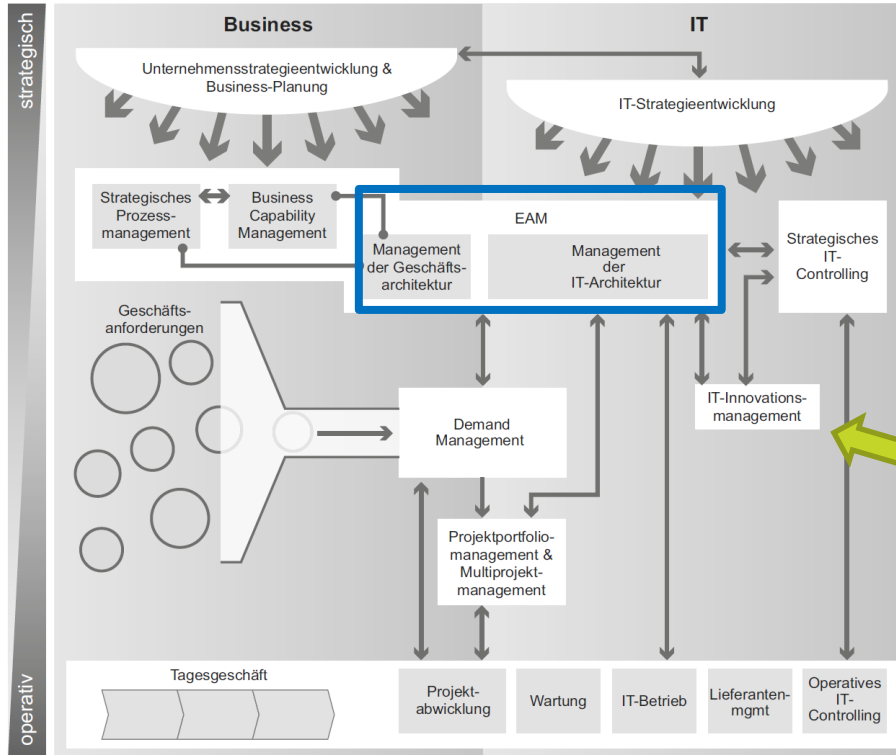 strategisch
Business
IT
Unternehmensstrategieentwicklung &
Business-Planung
IT-Strategieentwicklung
Strategisches
Prozess-
management
Business
Capability
Management
EAM
Management
der Geschäfts-
architektur
Management
der
IT-Architektur
Strategisches
IT-
Controlling
Geschäfts-
anforderungen
IT-Innovations-
management
Demand
Management
Projektportfolio-
management &
Multiprojekt-
management
operativ
Tagesgeschäft
Projekt-
abwicklung
Wartung
IT-Betrieb
Lieferanten-
mgmt
Operatives
IT-
Controlling